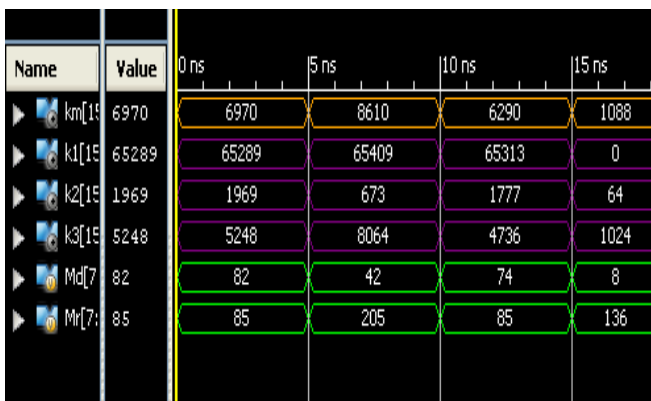 Name Value 0 ns 5 ns 10 ns 15 ns
km[15 6970 6970 8610 6290 1088
k1[15 65289 65289 65409 65313 0
k2[15 1969 1969 673 1777 64
k3[15 5248 5248 8064 4736 1024
Md[7 82 82 42 74 8
Mr[7: 85 85 205 85 136